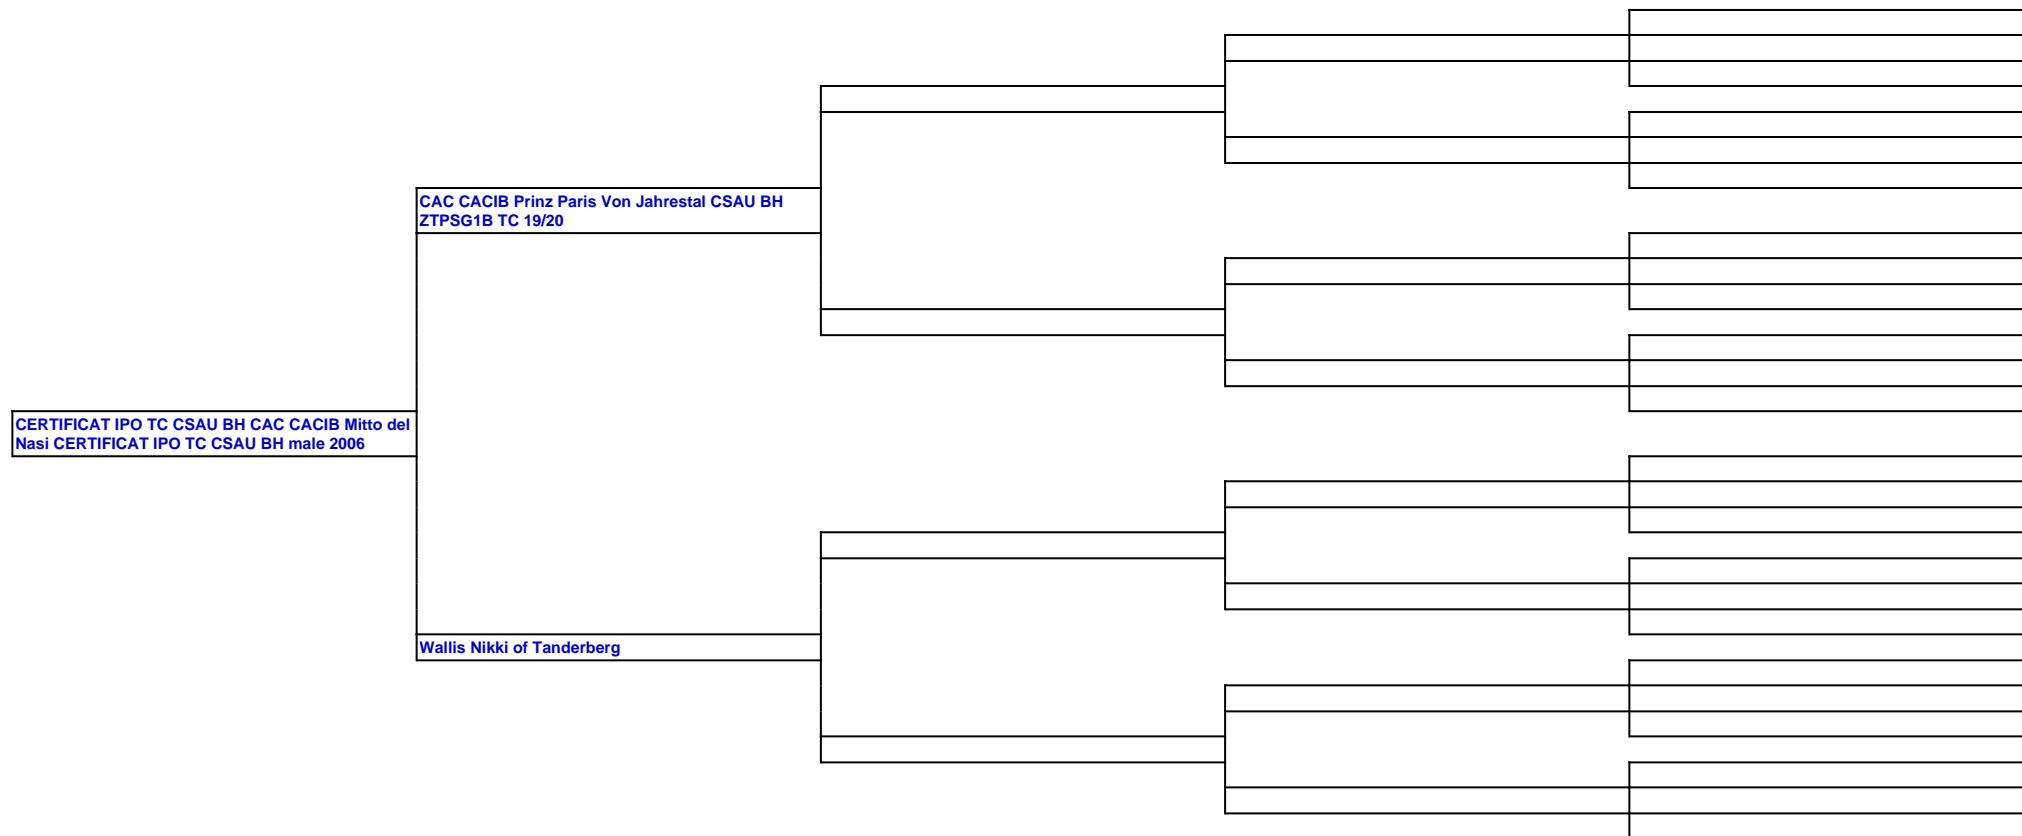 CAC CACIB Prinz Paris Von Jahrestal CSAU BH
ZTPSG1B TC 19/20
CERTIFICAT IPO TC CSAU BH CAC CACIB Mitto del
Nasi CERTIFICAT IPO TC CSAU BH male 2006
Wallis Nikki of Tanderberg